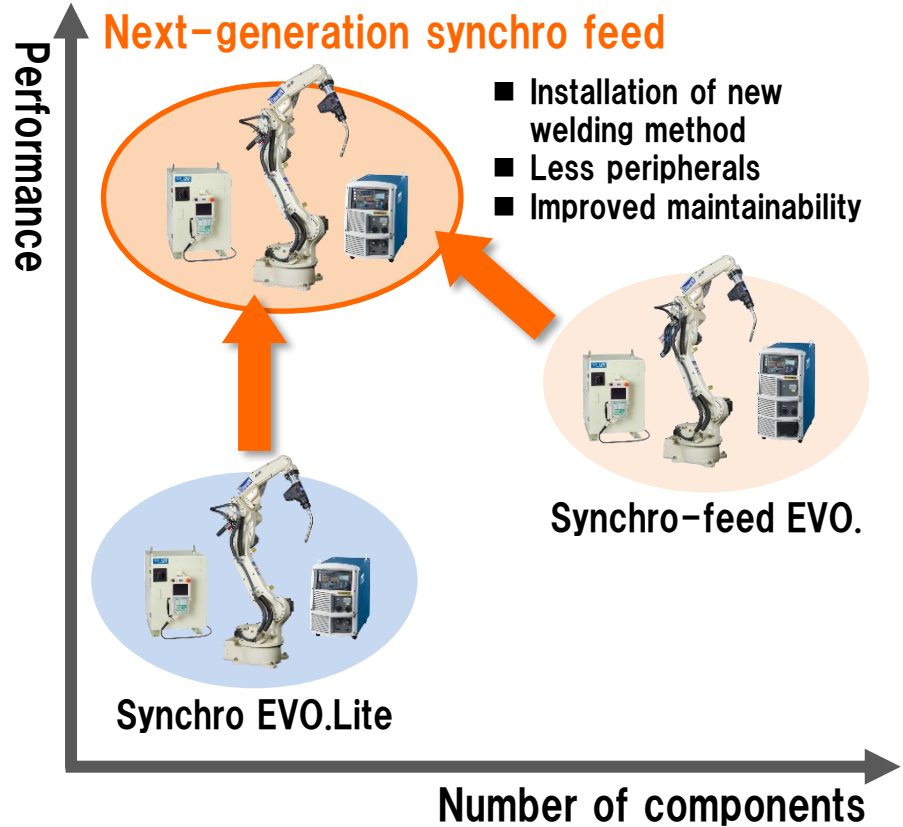 Next-generation synchro feed
Performance
■ Installation of new
welding method
■ Less peripherals
■ Improved maintainability
Synchro-feed EVO.
Synchro EVO.Lite
Number of components